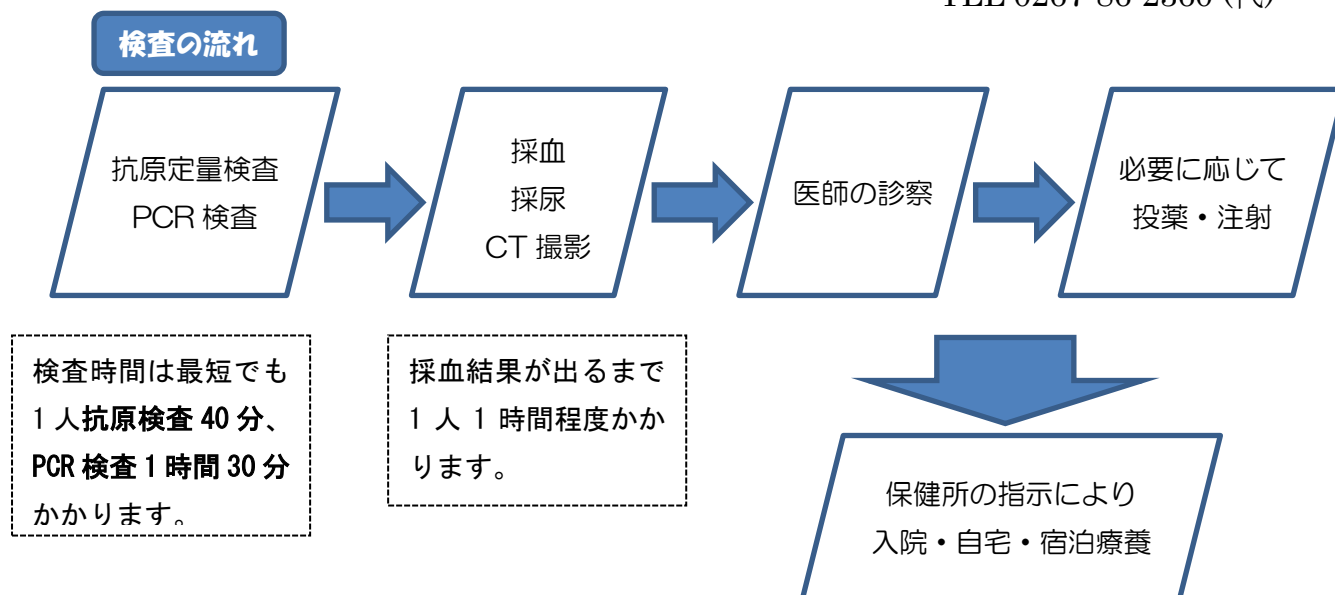 検査の流れ
抗原定量検査
PCR 検査
採血
採尿
CT 撮影
医師の診察
必要に応じて
投薬・注射
検査時間は最短でも
1 人抗原検査 40 分、
PCR 検査 1 時間 30 分
かかります。
採血結果が出るまで
1 人 1 時間程度かか
ります。
保健所の指示により
入院・自宅・宿泊療養